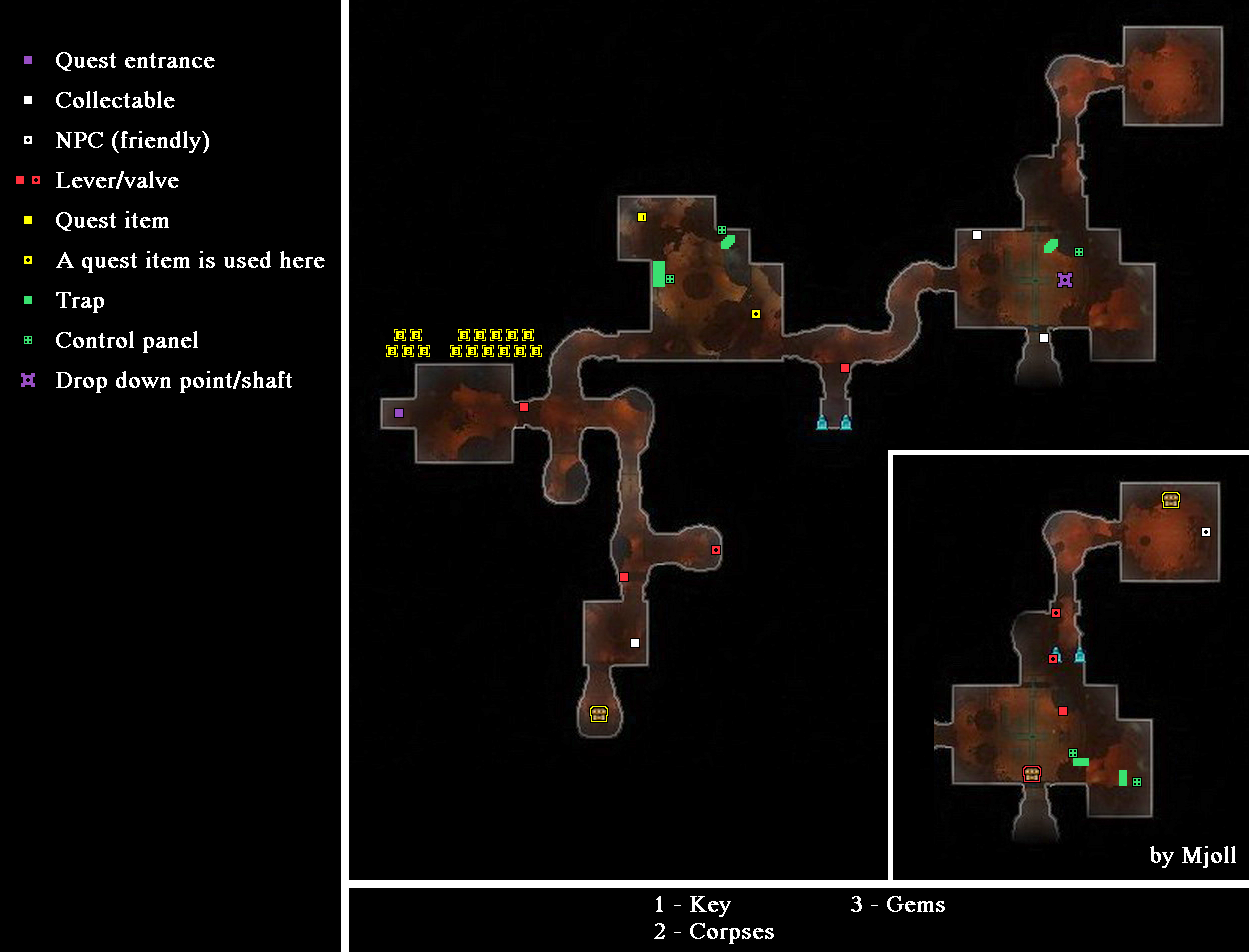 Quest entrance
Collectable
NPC (friendly)
Lever/valve
Quest item
A quest item is used here
Trap
Control panel
Drop down point/shaft
by Mjoll
1 - Key
3 - Gems
2 - Corpses